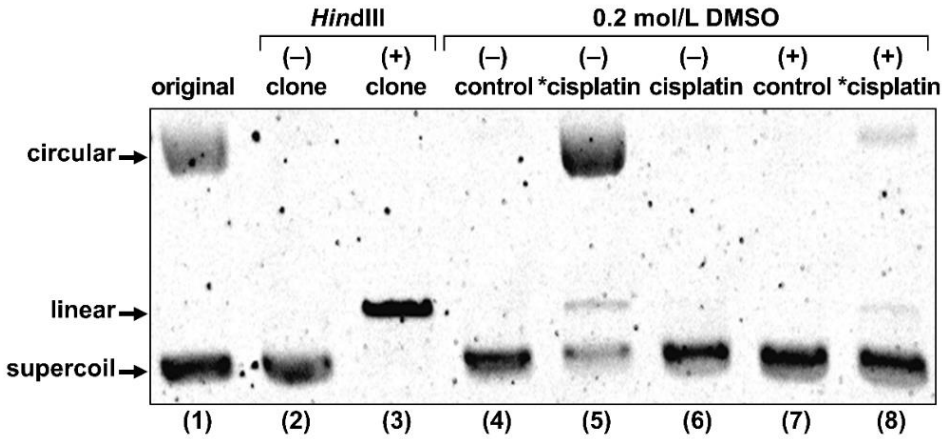 HindIII 0.2 mol/L DMSO
(–) (+) (–) (–) (–) (+) (+)
original clone clone control *cisplatin cisplatin control *cisplatin
circular
linear
supercoil
(1) (2) (3) (4) (5) (6) (7) (8)